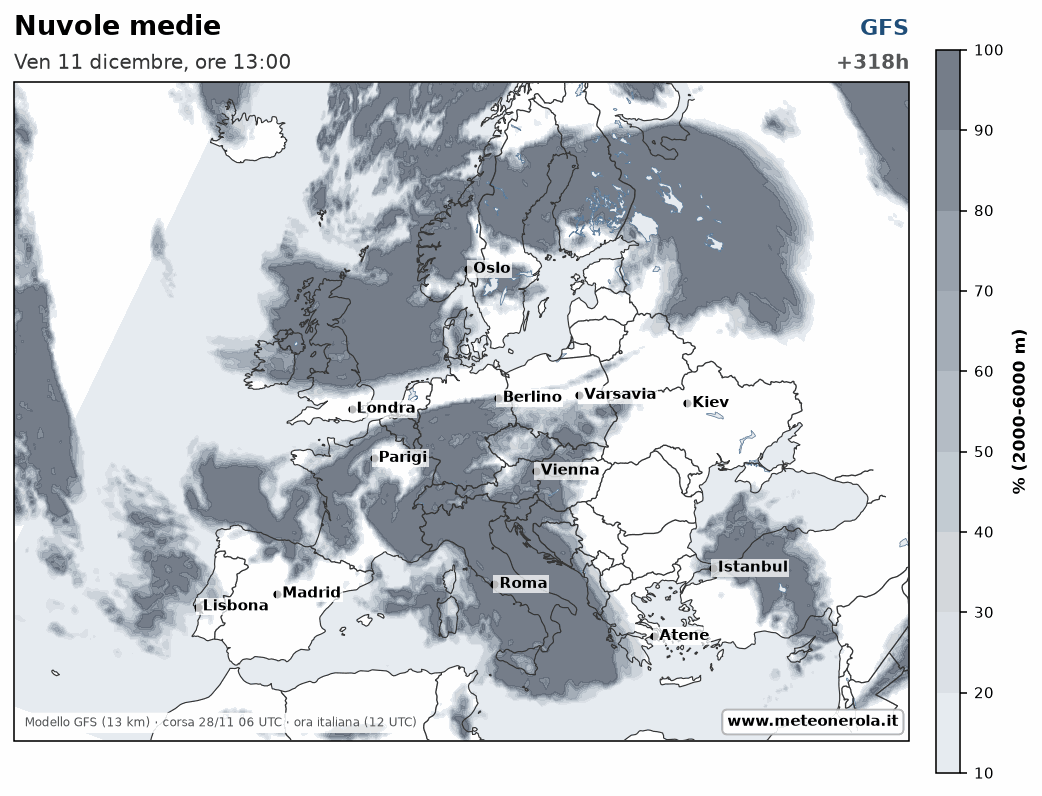 Nuvole medie
GFS
Ven 11 dicembre, ore 13:00
+318h
100
90
80
70
60
50
40
30
20
10
% (2000-6000 m)
Oslo
Berlino
Varsavia
Kiev
Londra
Parigi
Vienna
Istanbul
Roma
Madrid
Lisbona
Atene
Modello GFS (13 km) · corsa 28/11 06 UTC · ora italiana (12 UTC)
www.meteonerola.it